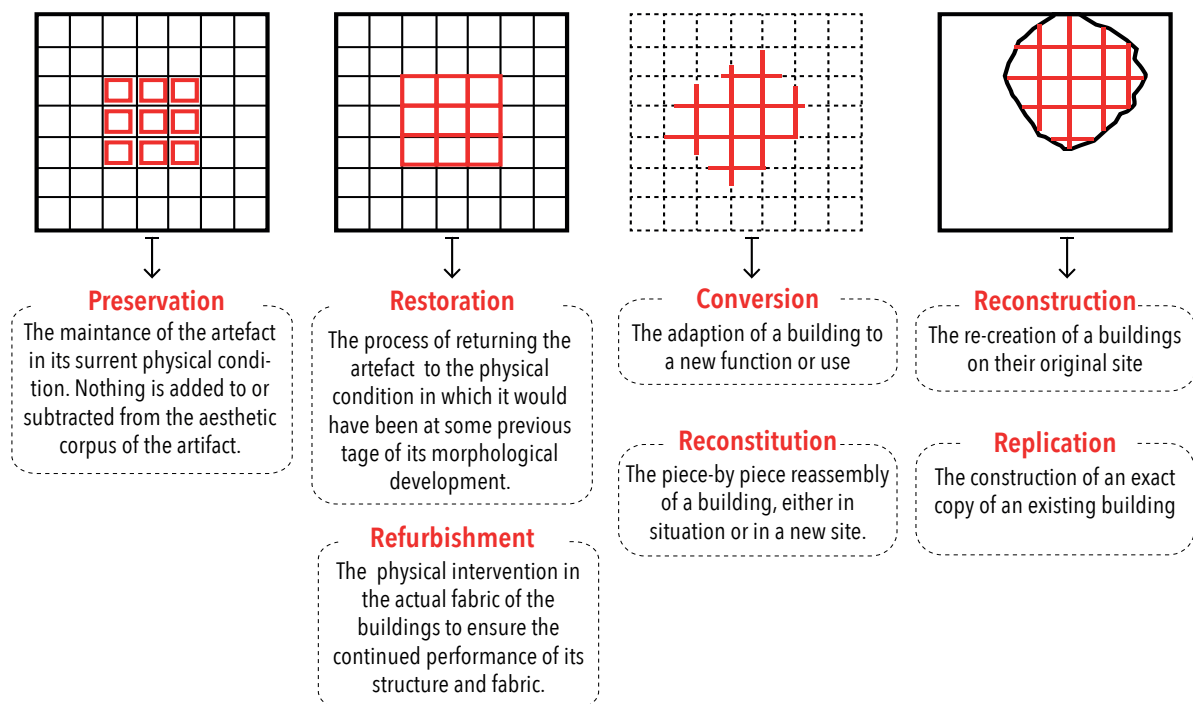 Preservation
The maintance of the artefact
in its surrent physical condi-
tion. Nothing is added to or
subtracted from the aesthetic
corpus of the artifact.
Restoration
The process of returning the
artefact to the physical
condition in which it would
have been at some previous
tage of its morphological
development.
Refurbishment
The physical intervention in
the actual fabric of the
buildings to ensure the
continued performance of its
structure and fabric.
Conversion
The adaption of a building to
a new function or use
Reconstitution
The piece-by piece reassembly
of a building, either in
situation or in a new site.
Reconstruction
The re-creation of a buildings
on their original site
Replication
The construction of an exact
copy of an existing building